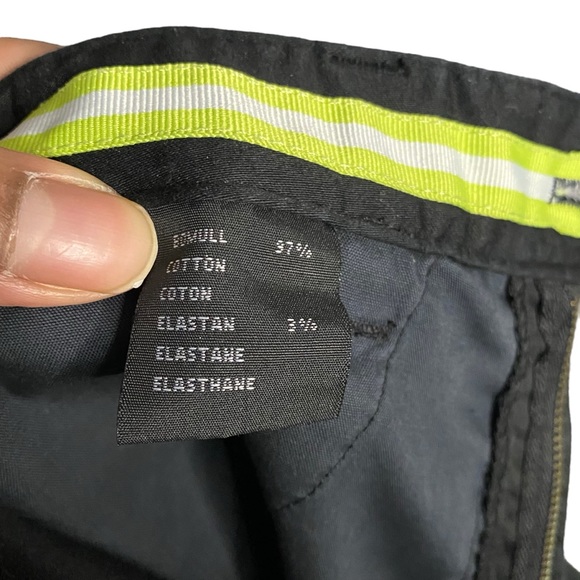 BOMULL 97%
COTTON
COTON
ELASTAN 3%
ELASTANE
ELASTHANE